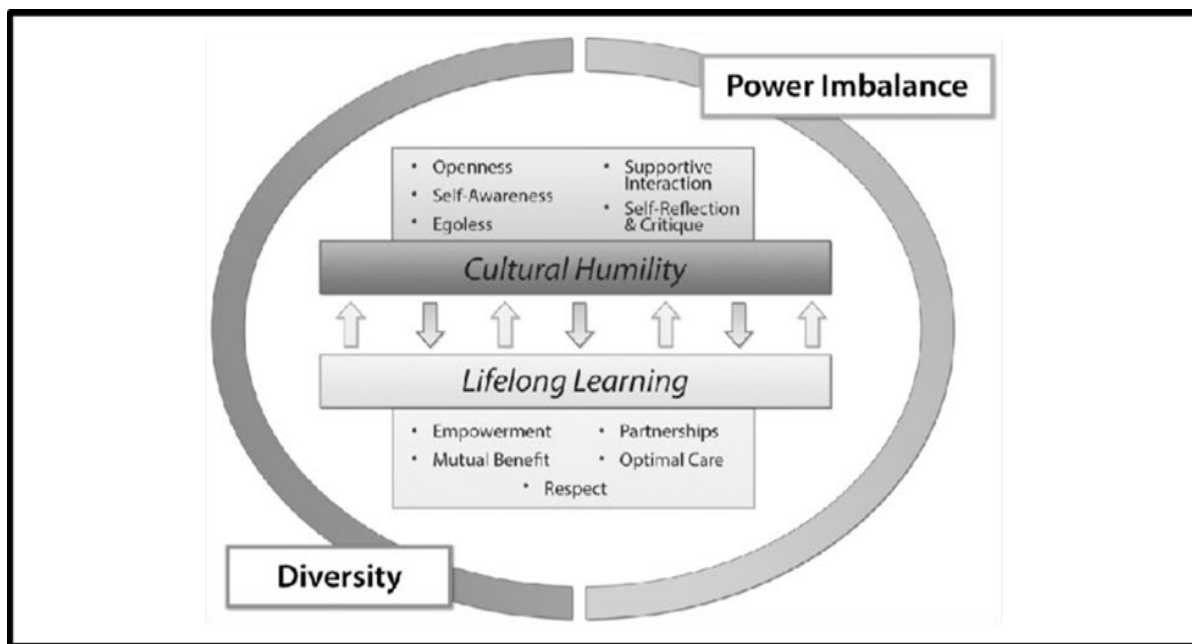 Power Imbalance
• Openness
• Self-Awareness
• Egoless
• Supportive
Interaction
• Self-Reflection
& Critique
Cultural Humility
Lifelong Learning
• Empowerment
• Mutual Benefit
• Partnerships
• Optimal Care
• Respect
Diversity